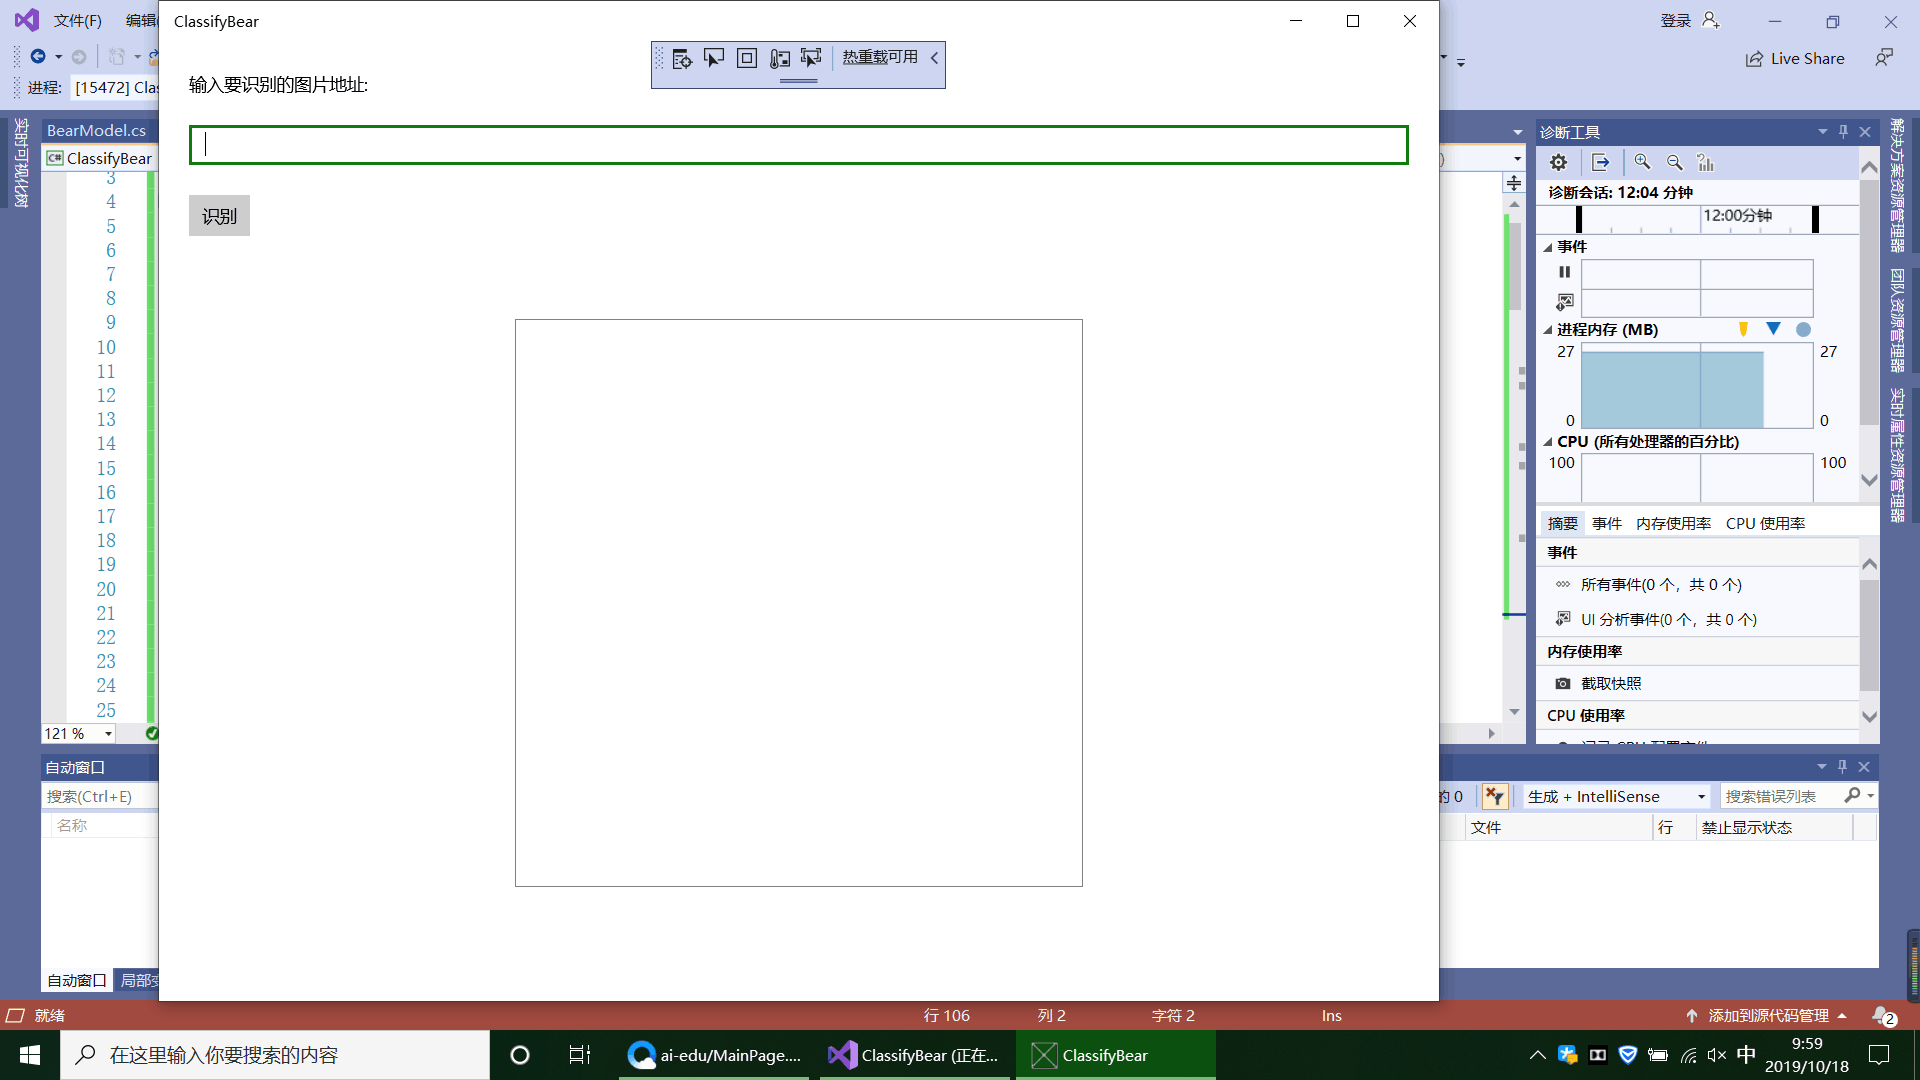 文件(F)
编辑
ClassifyBear
登录
热重载可用
Live Share
进程:
[15472] Clas
输入要识别的图片地址:
识别
实时可视化树
BearModel.cs
C# ClassifyBear
3
4
5
6
7
8
9
10
11
12
13
14
15
16
17
18
19
20
21
22
23
24
25
121 %
诊断工具
诊断会话: 12:04 分钟
12:00分钟
事件
进程内存 (MB)
27
27
0
0
CPU (所有处理器的百分比)
100
100
摘要
事件
内存使用率
CPU 使用率
事件
所有事件(0 个，共 0 个)
UI 分析事件(0 个，共 0 个)
内存使用率
截取快照
CPU 使用率
解决方案资源管理器
团队资源管理器
实时属性资源管理器
自动窗口
搜索(Ctrl+E)
名称
自动窗口
局部变
的 0
生成 + IntelliSense
搜索错误列表
文件
行
禁止显示状态
就绪
行 106
列 2
字符 2
Ins
添加到源代码管理
2
在这里输入你要搜索的内容
ai-edu/MainPage....
ClassifyBear (正在...
ClassifyBear
中
9:59
2019/10/18